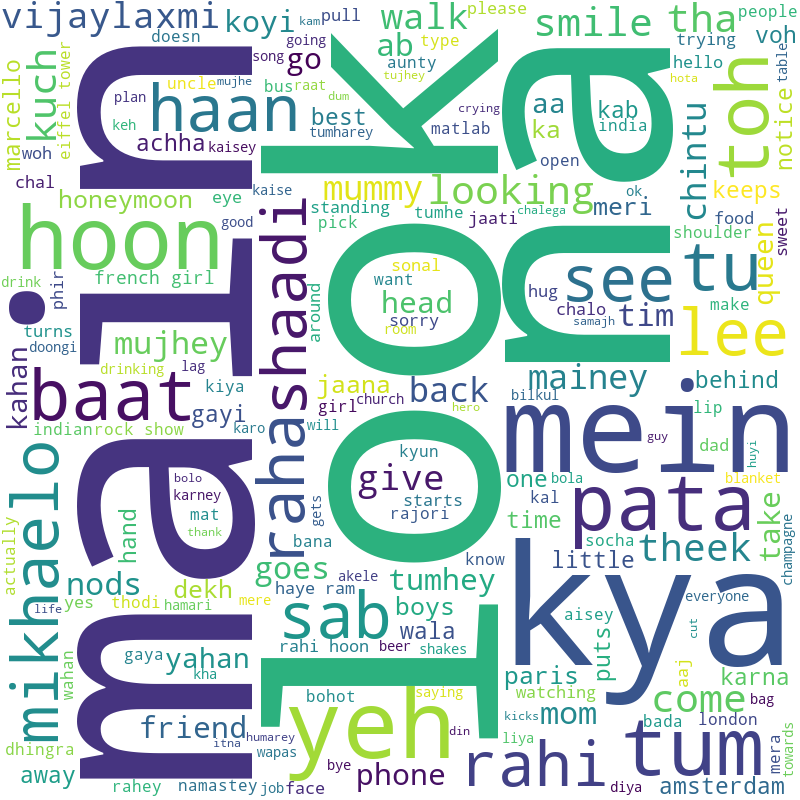 vijaylaxmi
koyi
doesn
pull
walk
please
smile
tha
people
kam
going
song
go
ab
type
trying
voh
marcello
kuch
eiffel tower
uncle
mujhe
bus
raat
aunty
tujhey
hello
hota
table
main
look
na
toh
notice
plan
haan
dum
crying
aa
kab
india
keh
best
tumharey
matlab
ka
woh
achha
kaisey
open
chal
honeymoon
eye
kaise
mummy
looking
ok
meri
chintu
keeps
standing
pick
tumhe
jaati
chalega
food
sweet
hoon
good
shoulder
queen
drink
phir
french girl
rahashaadi
sonal
want
hug
see
tu
make
around
head
chalo
samajh
turns
doongi
sorry
room
tim
lee
kahan
mujhey
drinking
lag
jaana
mainey
behind
baat
kiya
girl
church
back
bilkul
lip
gayi
hero
indian
rock show
karo
will
mein
guy
dad
huyi
mikhaelo
bolo
kyun
one
bola
blanket
karney
give
kal
pata
take
champagne
actually
hand
mat
gets
starts
rajori
time
thank
bana
socha
theek
nods
goes
know
little
dekh
haye ram
akele
tumhey
kya
yes
thodi
hamari
mere
everyone
life
sab
boys
aisey
cut
wala
wahan
gaya
yahan
rahi hoon
beer
shakes
puts
aaj
kha
paris
karna
watching
yeh
saying
bohot
come
bag
friend
din
kicks
mom
dhingra
itna
humarey
wapas
liya
bada
london
mera
towards
away
bye
phone
rahi
tum
rahey
namastey
job
face
diya
amsterdam